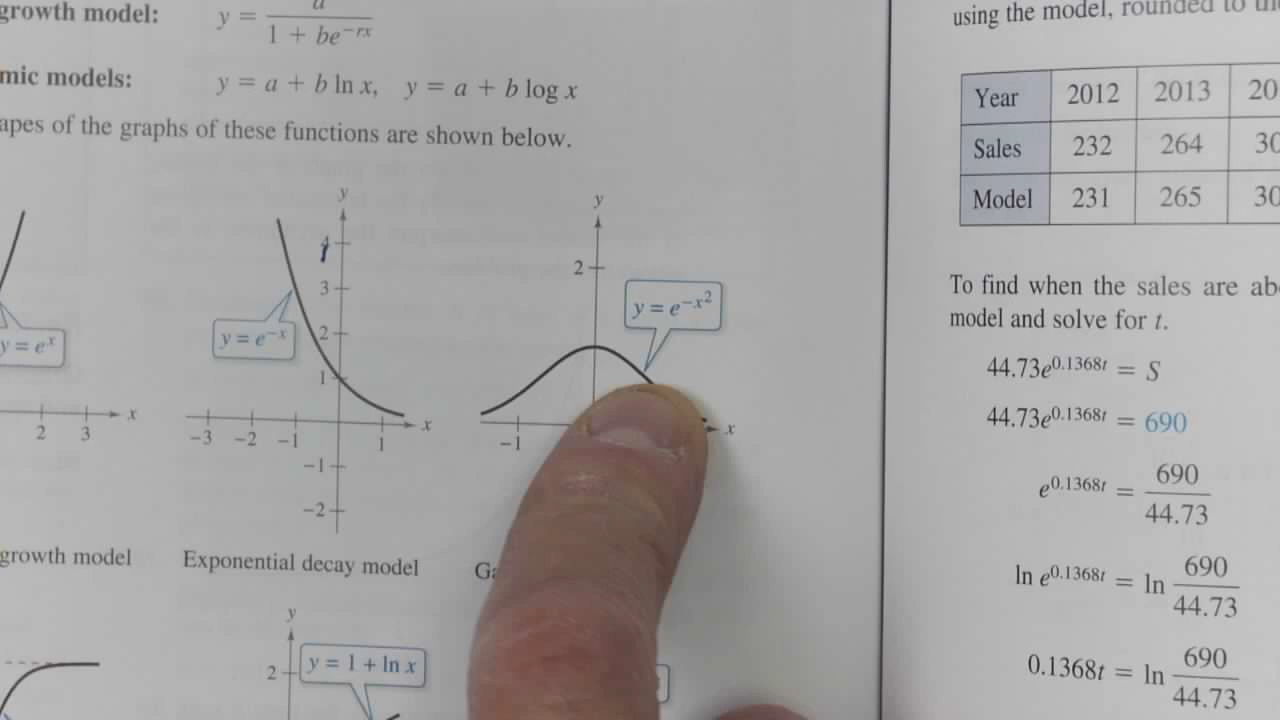 growth model: y = a / 1 + be^−rx
mic models: y = a + b ln x, y = a + b log x
apes of the graphs of these functions are shown below.
y = e^x
x
2 3
growth model
y
4
3
2
1
y = e^−x
−3 −2 −1 1 x
−1
−2
Exponential decay model
y
2
y = e^−x^2
−1 x
y
2
y = 1 + ln x
using the model, rounded to
Year 2012 2013 20
Sales 232 264 30
Model 231 265 30
To find when the sales are
model and solve for t.
44.73e^0.1368t = S
44.73e^0.1368t = 690
e^0.1368t = 690 / 44.73
ln e^0.1368t = ln 690 / 44.73
0.1368t = ln 690 / 44.73